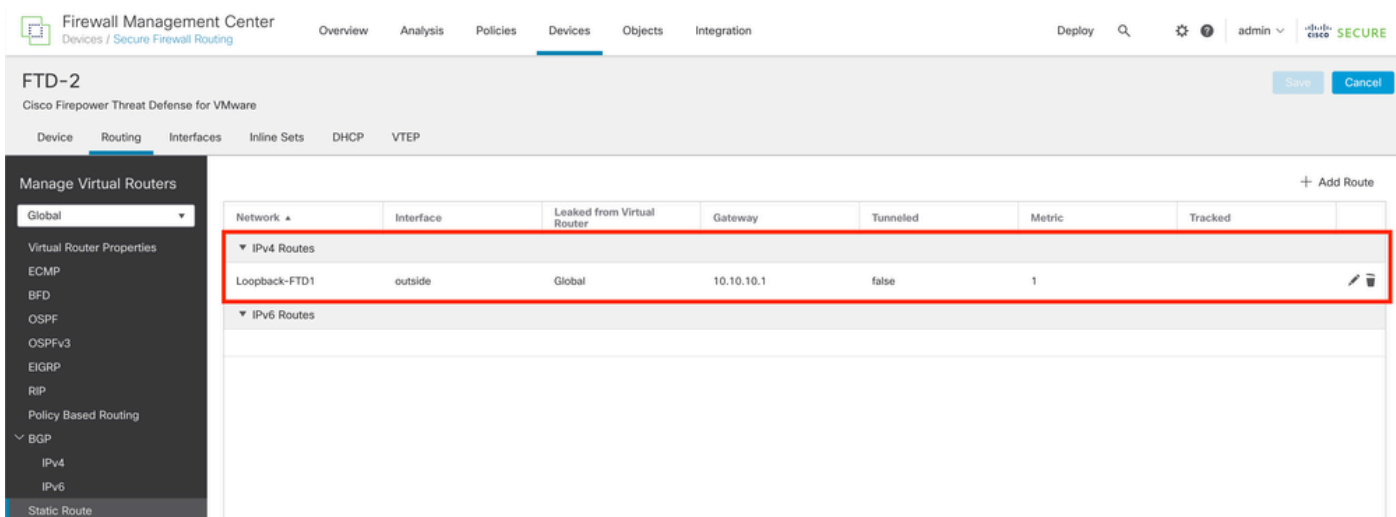 Firewall Management Center
Devices / Secure Firewall Routing
Overview Analysis Policies Devices Objects Integration Deploy admin cisco SECURE
FTD-2
Save Cancel
Cisco Firepower Threat Defense for VMware
Device Routing Interfaces Inline Sets DHCP VTEP
Manage Virtual Routers
+ Add Route
Global
Network Interface Leaked from Virtual Router Gateway Tunneled Metric Tracked
Virtual Router Properties
IPv4 Routes
ECMP
Loopback-FTD1 outside Global 10.10.10.1 false 1
BFD
OSPF
IPv6 Routes
OSPFv3
EIGRP
RIP
Policy Based Routing
BGP
IPv4
IPv6
Static Route